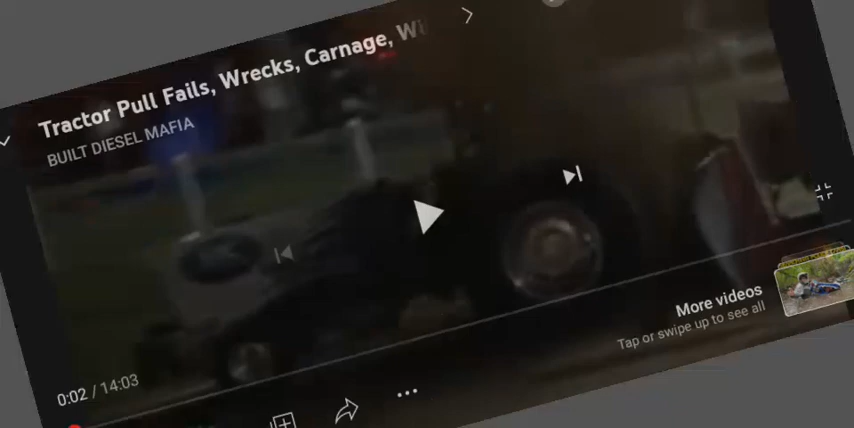 Tractor Pull Fails, Wrecks, Carnage,
BUILT DIESEL MAFIA
More videos
Tap or swipe up to see all
0:02 / 14:03